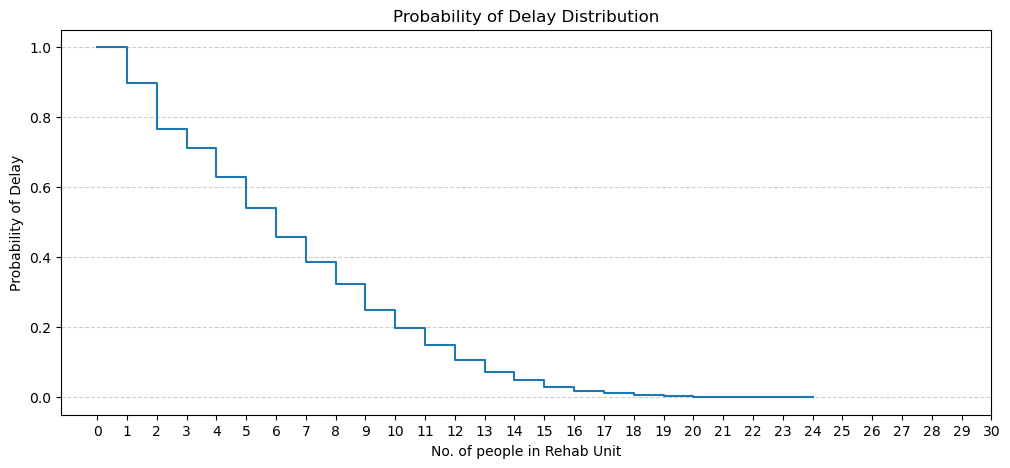 Probability of Delay Distribution
1.0
0.8
0.6
0.4
0.2
0.0
Probability of Delay
0 1 2 3 4 5 6 7 8 9 10 11 12 13 14 15 16 17 18 19 20 21 22 23 24 25 26 27 28 29 30
No. of people in Rehab Unit